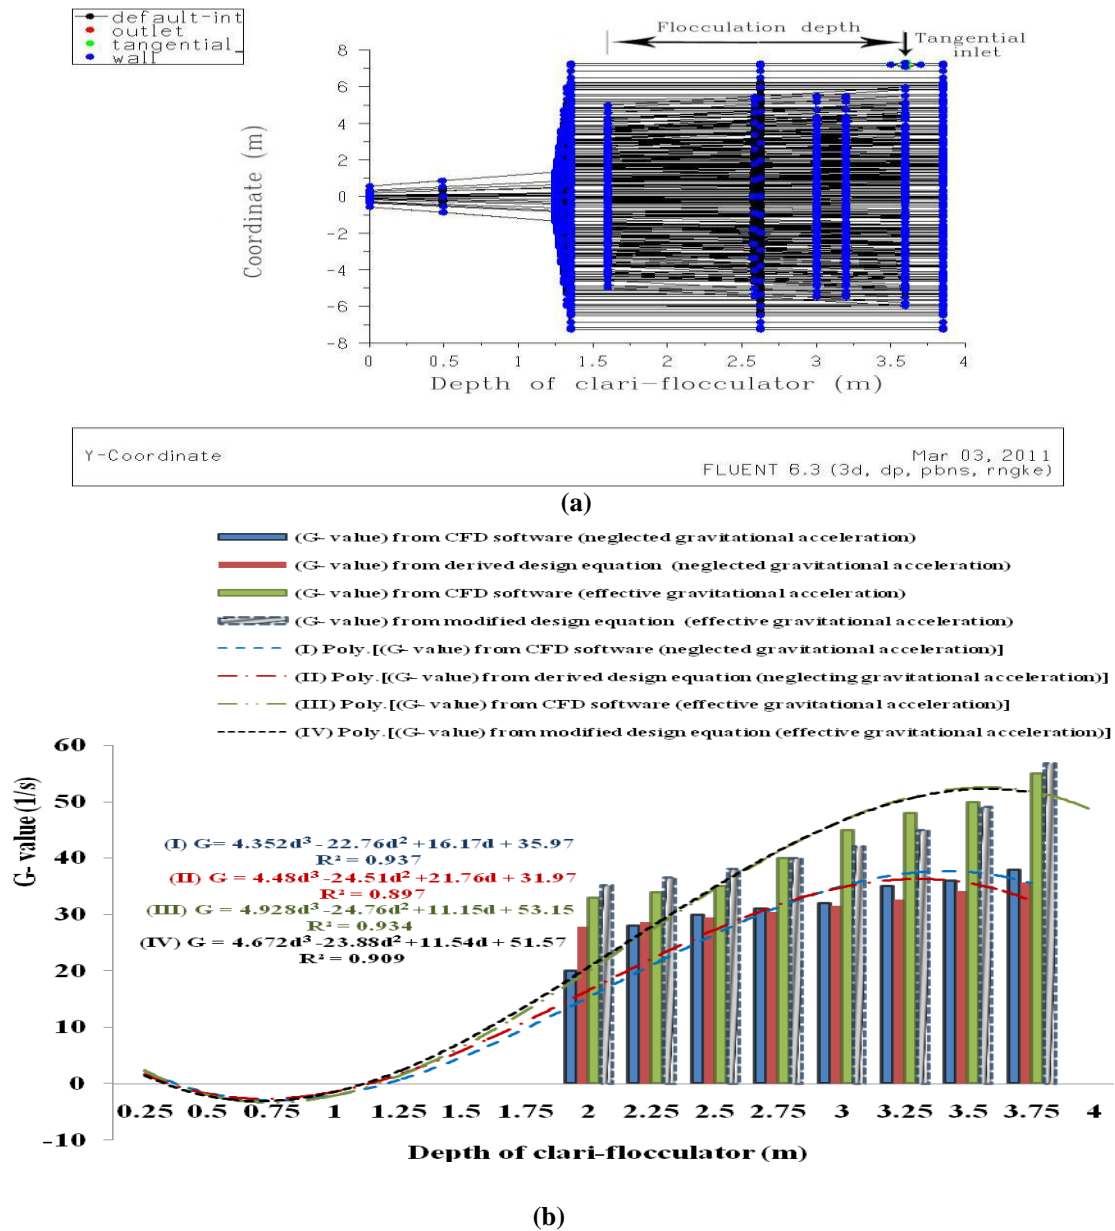 default-int
outlet
tangential_
wall
Flocculation depth
Tangential
inlet
8
6
4
2
0
-2
-4
-6
-8
Coordinate (m)
0 0.5 1 1.5 2 2.5 3 3.5 4
Depth of clari-flocculator (m)
Y-Coordinate
Mar 03, 2011
FLUENT 6.3 (3d, dp, pbns, rngke)
(a)
(G- value) from CFD software (neglected gravitational acceleration)
(G- value) from derived design equation (neglected gravitational acceleration)
(G- value) from CFD software (effective gravitational acceleration)
(G- value) from modified design equation (effective gravitational acceleration)
(I) Poly.[(G- value) from CFD software (neglected gravitational acceleration)]
(II) Poly.[(G- value) from derived design equation (neglecting gravitational acceleration)]
(III) Poly.[(G- value) from CFD software (effective gravitational acceleration)]
(IV) Poly.[(G- value) from modified design equation (effective gravitational acceleration)]
60
50
40
30
20
10
0
-10
G- value (1/s)
(I) G= 4.352d³ - 22.76d² +16.17d + 35.97
R² = 0.937
(II) G = 4.48d³ -24.51d² +21.76d + 31.97
R² = 0.897
(III) G = 4.928d³ -24.76d² +11.15d + 53.15
R² = 0.934
(IV) G = 4.672d³ -23.88d² +11.54d + 51.57
R² = 0.909
0.25 0.5 0.75 1 1.25 1.5 1.75 2 2.25 2.5 2.75 3 3.25 3.5 3.75 4
Depth of clari-flocculator (m)
(b)